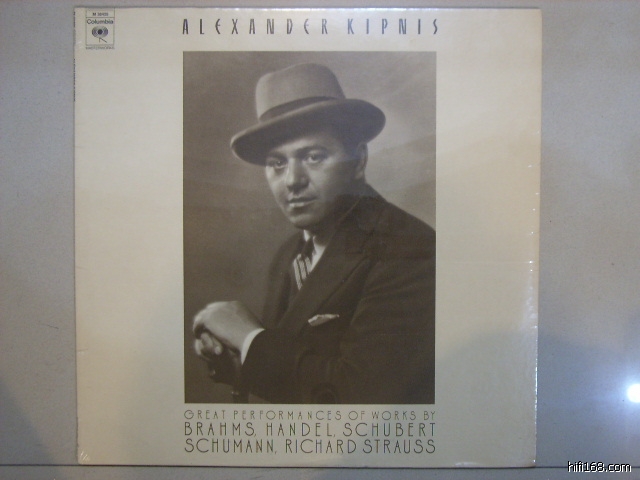 Columbia
ALEXANDER KIPNIS
GREAT PERFORMANCES OF WORKS BY
BRAHMS, HANDEL, SCHUBERT
SCHUMANN, RICHARD STRAUSS
hifi168.com